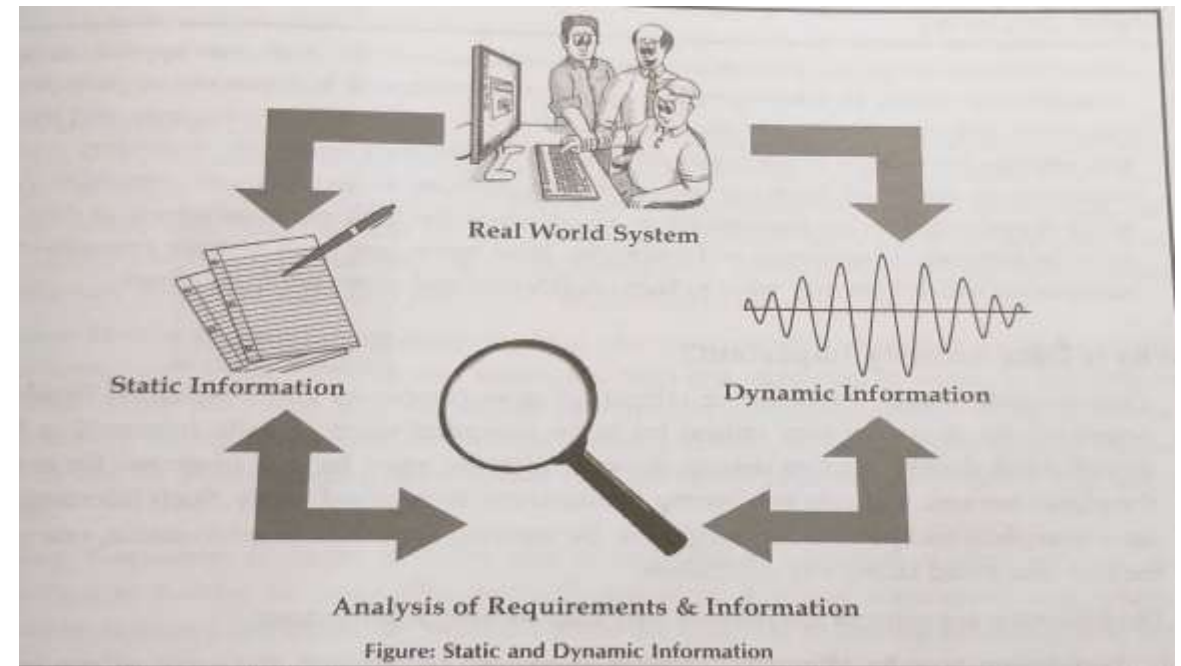 Real World System
Static Information
Dynamic Information
Analysis of Requirements & Information
Figure: Static and Dynamic Information